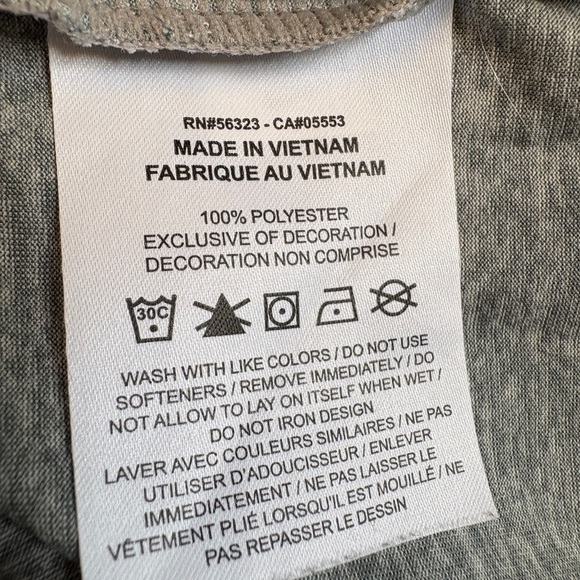 RN#56323 - CA#05553
MADE IN VIETNAM
FABRIQUE AU VIETNAM
100% POLYESTER
EXCLUSIVE OF DECORATION /
DECORATION NON COMPRISE
30C
WASH WITH LIKE COLORS / DO NOT USE
SOFTENERS / REMOVE IMMEDIATELY / DO
NOT ALLOW TO LAY ON ITSELF WHEN WET /
DO NOT IRON DESIGN
LAVER AVEC COULEURS SIMILAIRES / NE PAS
UTILISER D'ADOUCISSEUR / ENLEVER
IMMEDIATEMENT / NE PAS LAISSER LE
VÊTEMENT PLIÉ LORSQU'IL EST MOUILLÉ / NE
PAS REPASSER LE DESSIN